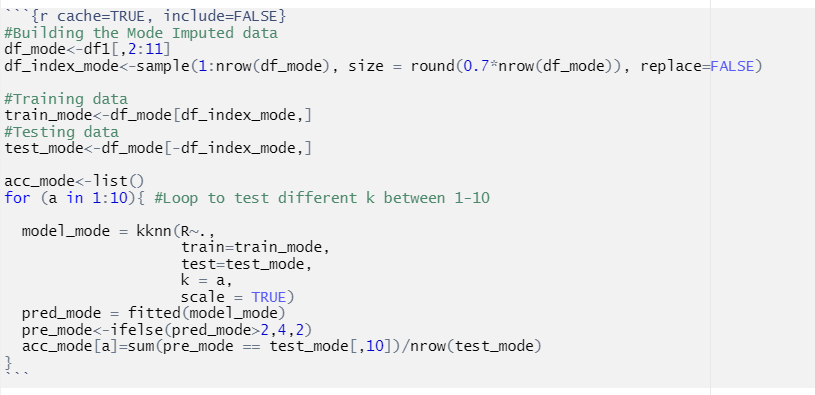 ```{r cache=TRUE, include=FALSE}
#Building the Mode Imputed data
df_mode<-df1[,2:11]
df_index_mode<-sample(1:nrow(df_mode), size = round(0.7*nrow(df_mode)), replace=FALSE)

#Training data
train_mode<-df_mode[df_index_mode,]
#Testing data
test_mode<-df_mode[-df_index_mode,]

acc_mode<-list()
for (a in 1:10){ #Loop to test different k between 1-10

  model_mode = kknn(R~.,
                    train=train_mode,
                    test=test_mode,
                    k = a,
                    scale = TRUE)
  pred_mode = fitted(model_mode)
  pre_mode<-ifelse(pred_mode>2,4,2)
  acc_mode[a]=sum(pre_mode == test_mode[,10])/nrow(test_mode)
}
```